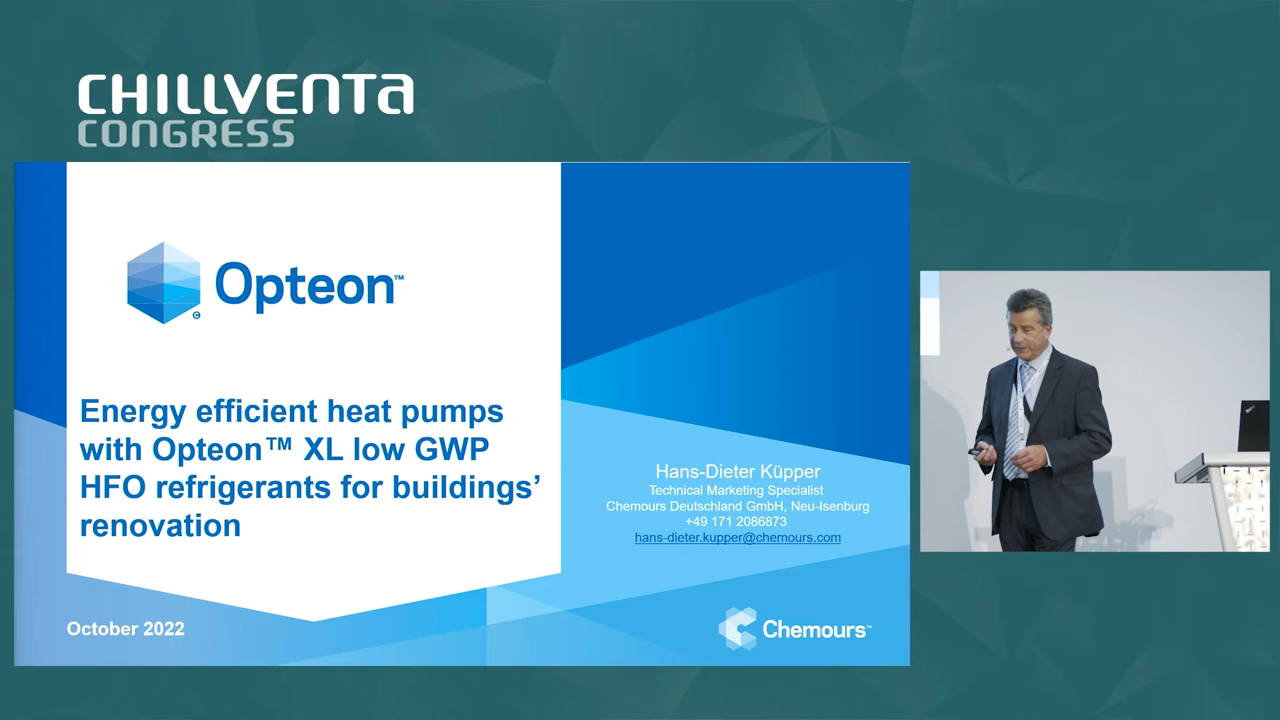 CHILLVENTA
CONGRESS
Opteon™
Energy efficient heat pumps
with Opteon™ XL low GWP
HFO refrigerants for buildings’
renovation
Hans-Dieter Küpper
Technical Marketing Specialist
Chemours Deutschland GmbH, Neu-Isenburg
+49 171 2086873
hans-dieter.kupper@chemours.com
October 2022
Chemours™